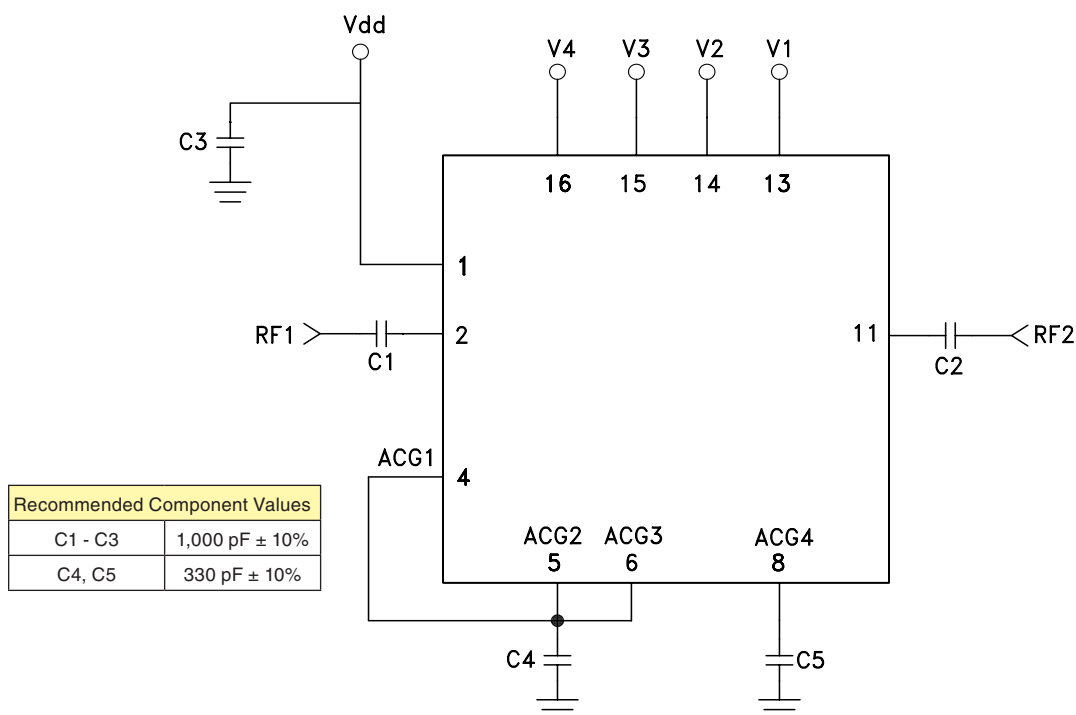 Vdd
V4 V3 V2 V1
C3
16 15 14 13
1
RF1 C1 2
11 C2 RF2
ACG1 4
Recommended Component Values
C1 - C3 1,000 pF ± 10%
C4, C5 330 pF ± 10%
ACG2 ACG3 ACG4
5 6 8
C4 C5